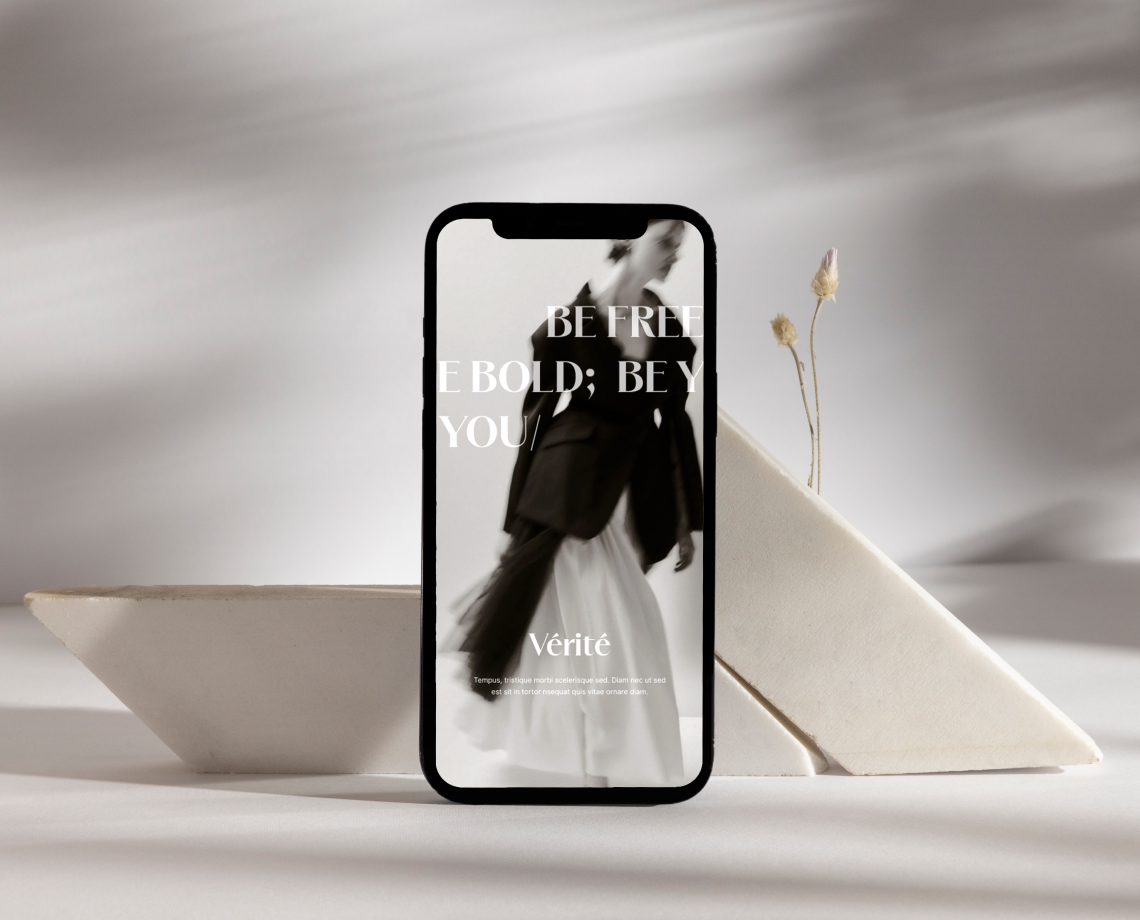 BE FREE
E BOLD; BE Y
YOU/
Vérité
Tempus, tristique morbi scelerisque sed. Diam nec ut sed
est sit in tortor nsequat quis vitae ornare diam.